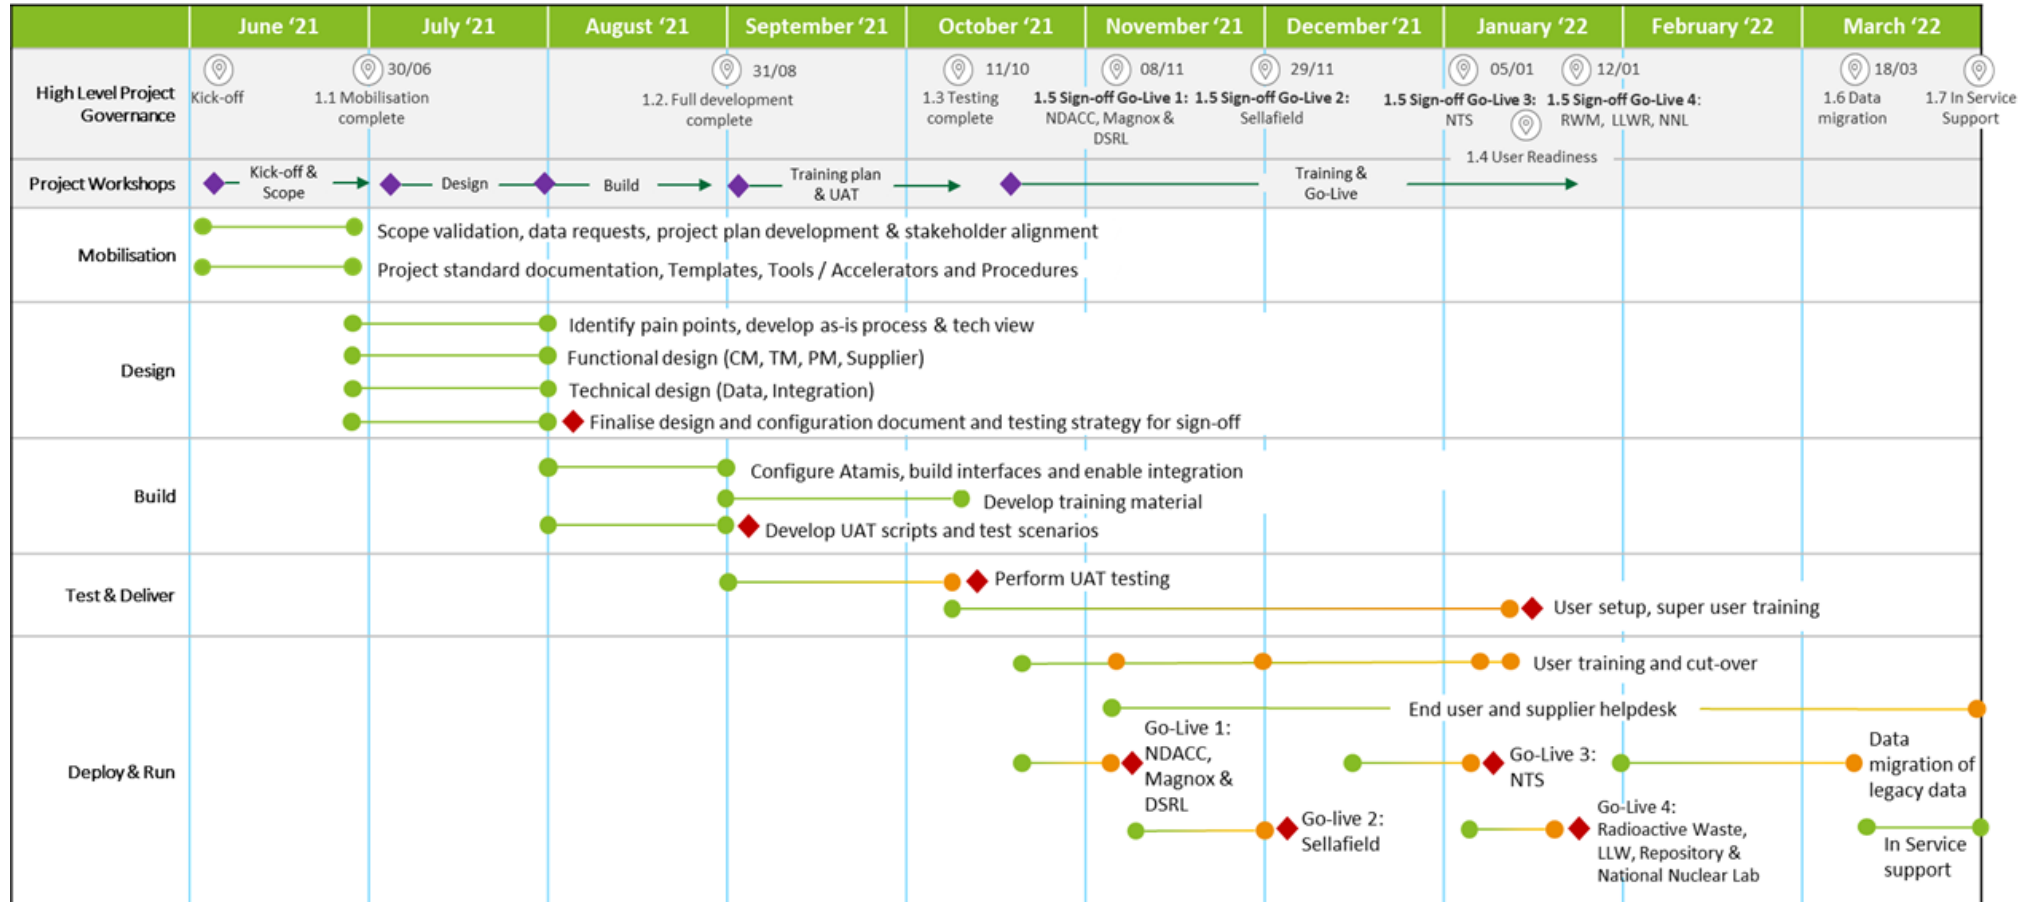 June ‘21
July ‘21
August ‘21
September ‘21
October ‘21
November ‘21
December ‘21
January ‘22
February ‘22
March ‘22
High Level Project
Governance
Kick-off
30/06
1.1 Mobilisation
complete
31/08
1.2. Full development
complete
11/10
1.3 Testing
complete
08/11
1.5 Sign-off Go-Live 1:
NDACC, Magnox &
DSRL
29/11
1.5 Sign-off Go-Live 2:
Sellafield
05/01
1.5 Sign-off Go-Live 3:
NTS
12/01
1.5 Sign-off Go-Live 4:
RWM, LLWR, NNL
1.4 User Readiness
18/03
1.6 Data
migration
1.7 In Service
Support
Project Workshops
Kick-off &
Scope
Design
Build
Training plan
& UAT
Training &
Go-Live
Mobilisation
Scope validation, data requests, project plan development & stakeholder alignment
Project standard documentation, Templates, Tools / Accelerators and Procedures
Design
Identify pain points, develop as-is process & tech view
Functional design (CM, TM, PM, Supplier)
Technical design (Data, Integration)
Finalise design and configuration document and testing strategy for sign-off
Build
Configure Atamis, build interfaces and enable integration
Develop training material
Develop UAT scripts and test scenarios
Test & Deliver
Perform UAT testing
User setup, super user training
Deploy & Run
User training and cut-over
End user and supplier helpdesk
Go-Live 1:
NDACC,
Magnox &
DSRL
Go-live 2:
Sellafield
Go-Live 3:
NTS
Go-Live 4:
Radioactive Waste,
LLW, Repository &
National Nuclear Lab
Data
migration of
legacy data
In Service
support